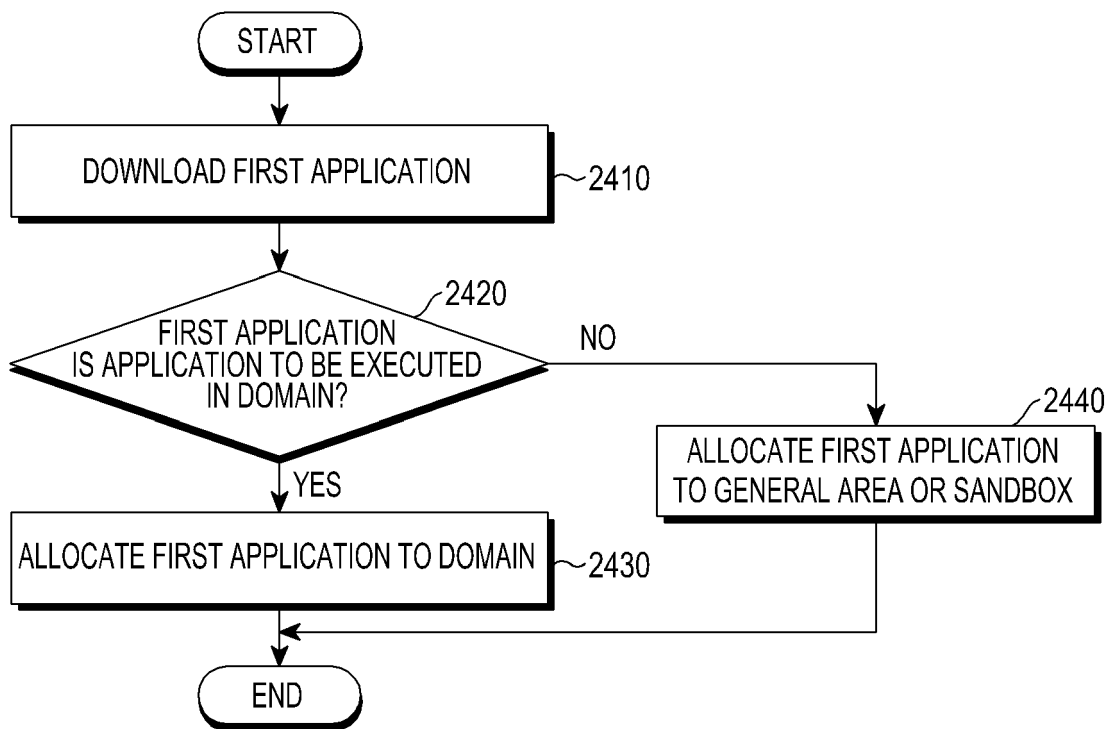 START
DOWNLOAD FIRST APPLICATION
2410
2420
FIRST APPLICATION
IS APPLICATION TO BE EXECUTED
IN DOMAIN?
NO
YES
2440
ALLOCATE FIRST APPLICATION
TO GENERAL AREA OR SANDBOX
ALLOCATE FIRST APPLICATION TO DOMAIN
2430
END